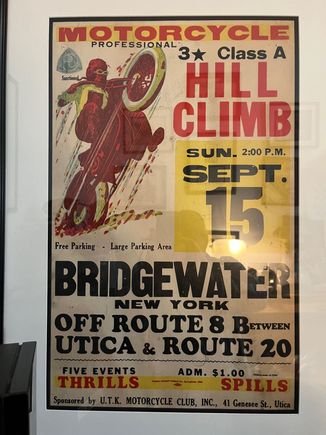 MOTORCYCLE
PROFESSIONAL
3★ Class A
Sanctioned
HILL
CLIMB
SUN. 2:00 P.M.
SEPT.
15
Free Parking - Large Parking Area
BRIDGEWATER
NEW YORK
OFF ROUTE 8 BETWEEN
UTICA & ROUTE 20
FIVE EVENTS ADM. $1.00
THRILLS SPILLS
Sponsored by U.T.K. MOTORCYCLE CLUB, INC., 41 Genesee St., Utica